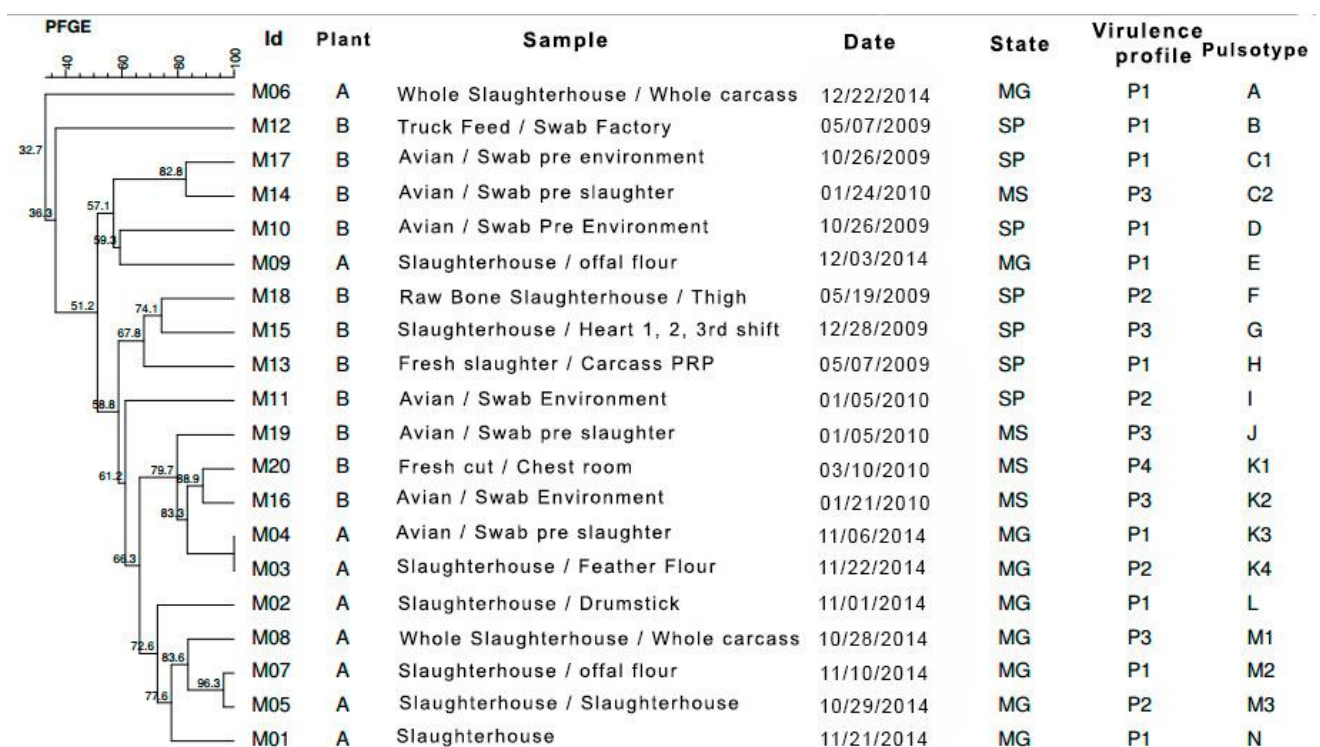 PFGE Id Plant Sample Date State Virulence profile Pulsotype
40 60 80 100
M06 A Whole Slaughterhouse / Whole carcass 12/22/2014 MG P1 A
M12 B Truck Feed / Swab Factory 05/07/2009 SP P1 B
32.7
M17 B Avian / Swab pre environment 10/26/2009 SP P1 C1
82.8
M14 B Avian / Swab pre slaughter 01/24/2010 MS P3 C2
36.3 57.1
M10 B Avian / Swab Pre Environment 10/26/2009 SP P1 D
59.3
M09 A Slaughterhouse / offal flour 12/03/2014 MG P1 E
M18 B Raw Bone Slaughterhouse / Thigh 05/19/2009 SP P2 F
51.2 74.1
M15 B Slaughterhouse / Heart 1, 2, 3rd shift 12/28/2009 SP P3 G
67.8
M13 B Fresh slaughter / Carcass PRP 05/07/2009 SP P1 H
M11 B Avian / Swab Environment 01/05/2010 SP P2 I
58.8
M19 B Avian / Swab pre slaughter 01/05/2010 MS P3 J
M20 B Fresh cut / Chest room 03/10/2010 MS P4 K1
61.2 79.7 88.9
M16 B Avian / Swab Environment 01/21/2010 MS P3 K2
83.3
M04 A Avian / Swab pre slaughter 11/06/2014 MG P1 K3
66.3
M03 A Slaughterhouse / Feather Flour 11/22/2014 MG P2 K4
M02 A Slaughterhouse / Drumstick 11/01/2014 MG P1 L
M08 A Whole Slaughterhouse / Whole carcass 10/28/2014 MG P3 M1
72.6 83.6
M07 A Slaughterhouse / offal flour 11/10/2014 MG P1 M2
96.3
M05 A Slaughterhouse / Slaughterhouse 10/29/2014 MG P2 M3
77.6
M01 A Slaughterhouse 11/21/2014 MG P1 N